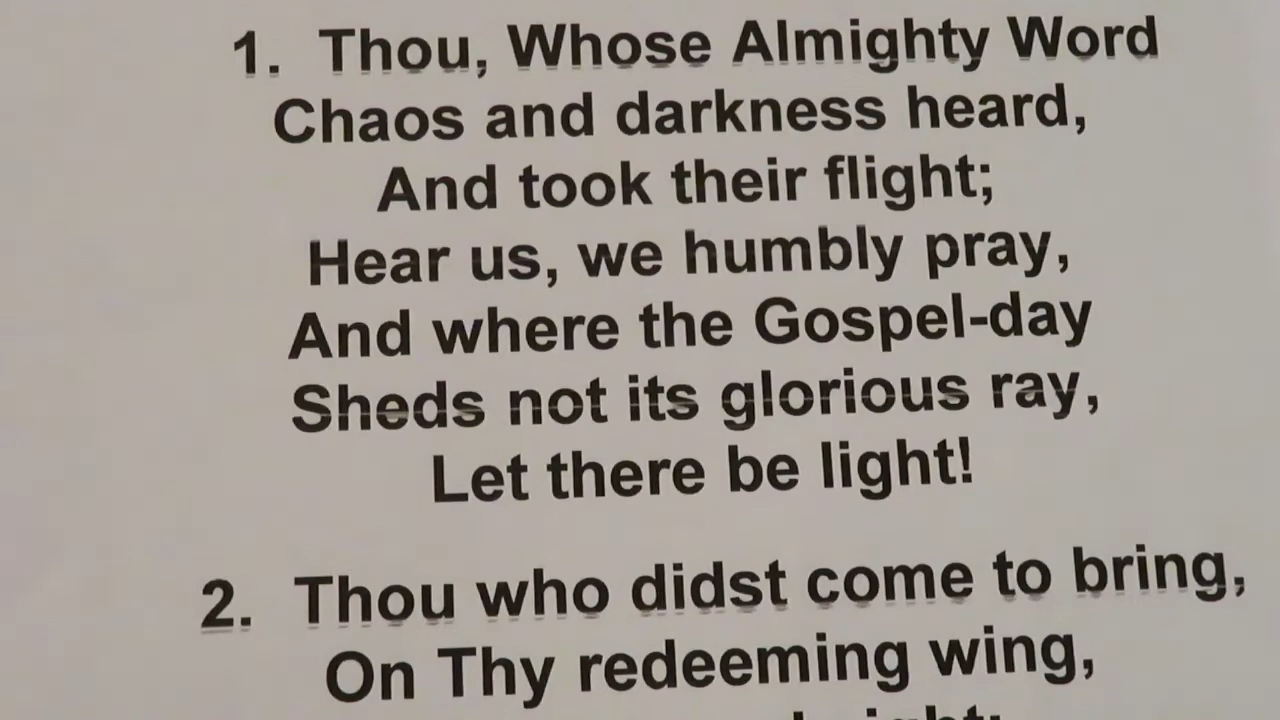 1. Thou, Whose Almighty Word
Chaos and darkness heard,
And took their flight;
Hear us, we humbly pray,
And where the Gospel-day
Sheds not its glorious ray,
Let there be light!
2. Thou who didst come to bring,
On Thy redeeming wing,